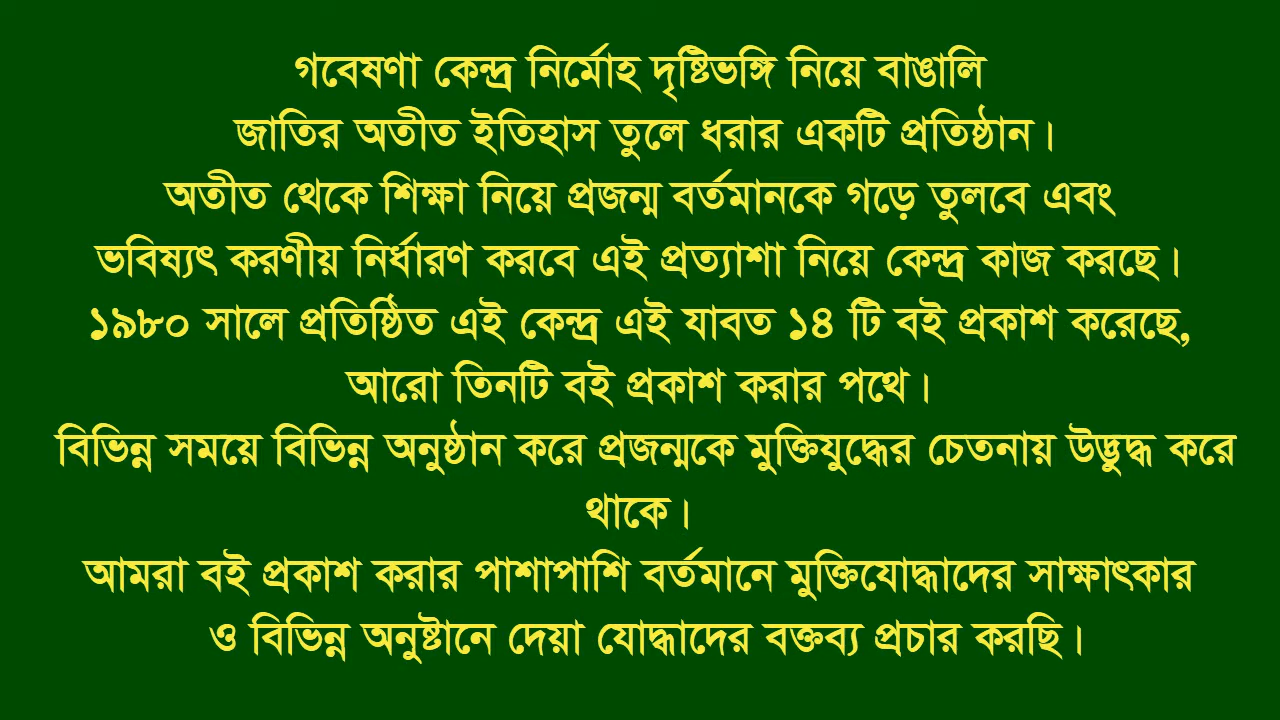 গবেষণা কেন্দ্র নির্মোহ দৃষ্টিভঙ্গি নিয়ে বাঙালি
জাতির অতীত ইতিহাস তুলে ধরার একটি প্রতিষ্ঠান।
অতীত থেকে শিক্ষা নিয়ে প্রজন্ম বর্তমানকে গড়ে তুলবে এবং
ভবিষ্যৎ করণীয় নির্ধারণ করবে এই প্রত্যাশা নিয়ে কেন্দ্র কাজ করছে।
১৯৮০ সালে প্রতিষ্ঠিত এই কেন্দ্র এই যাবত ১৪ টি বই প্রকাশ করেছে,
আরো তিনটি বই প্রকাশ করার পথে।
বিভিন্ন সময়ে বিভিন্ন অনুষ্ঠান করে প্রজন্মকে মুক্তিযুদ্ধের চেতনায় উদ্ভুদ্ধ করে
থাকে।
আমরা বই প্রকাশ করার পাশাপাশি বর্তমানে মুক্তিযোদ্ধাদের সাক্ষাৎকার
ও বিভিন্ন অনুষ্টানে দেয়া যোদ্ধাদের বক্তব্য প্রচার করছি।